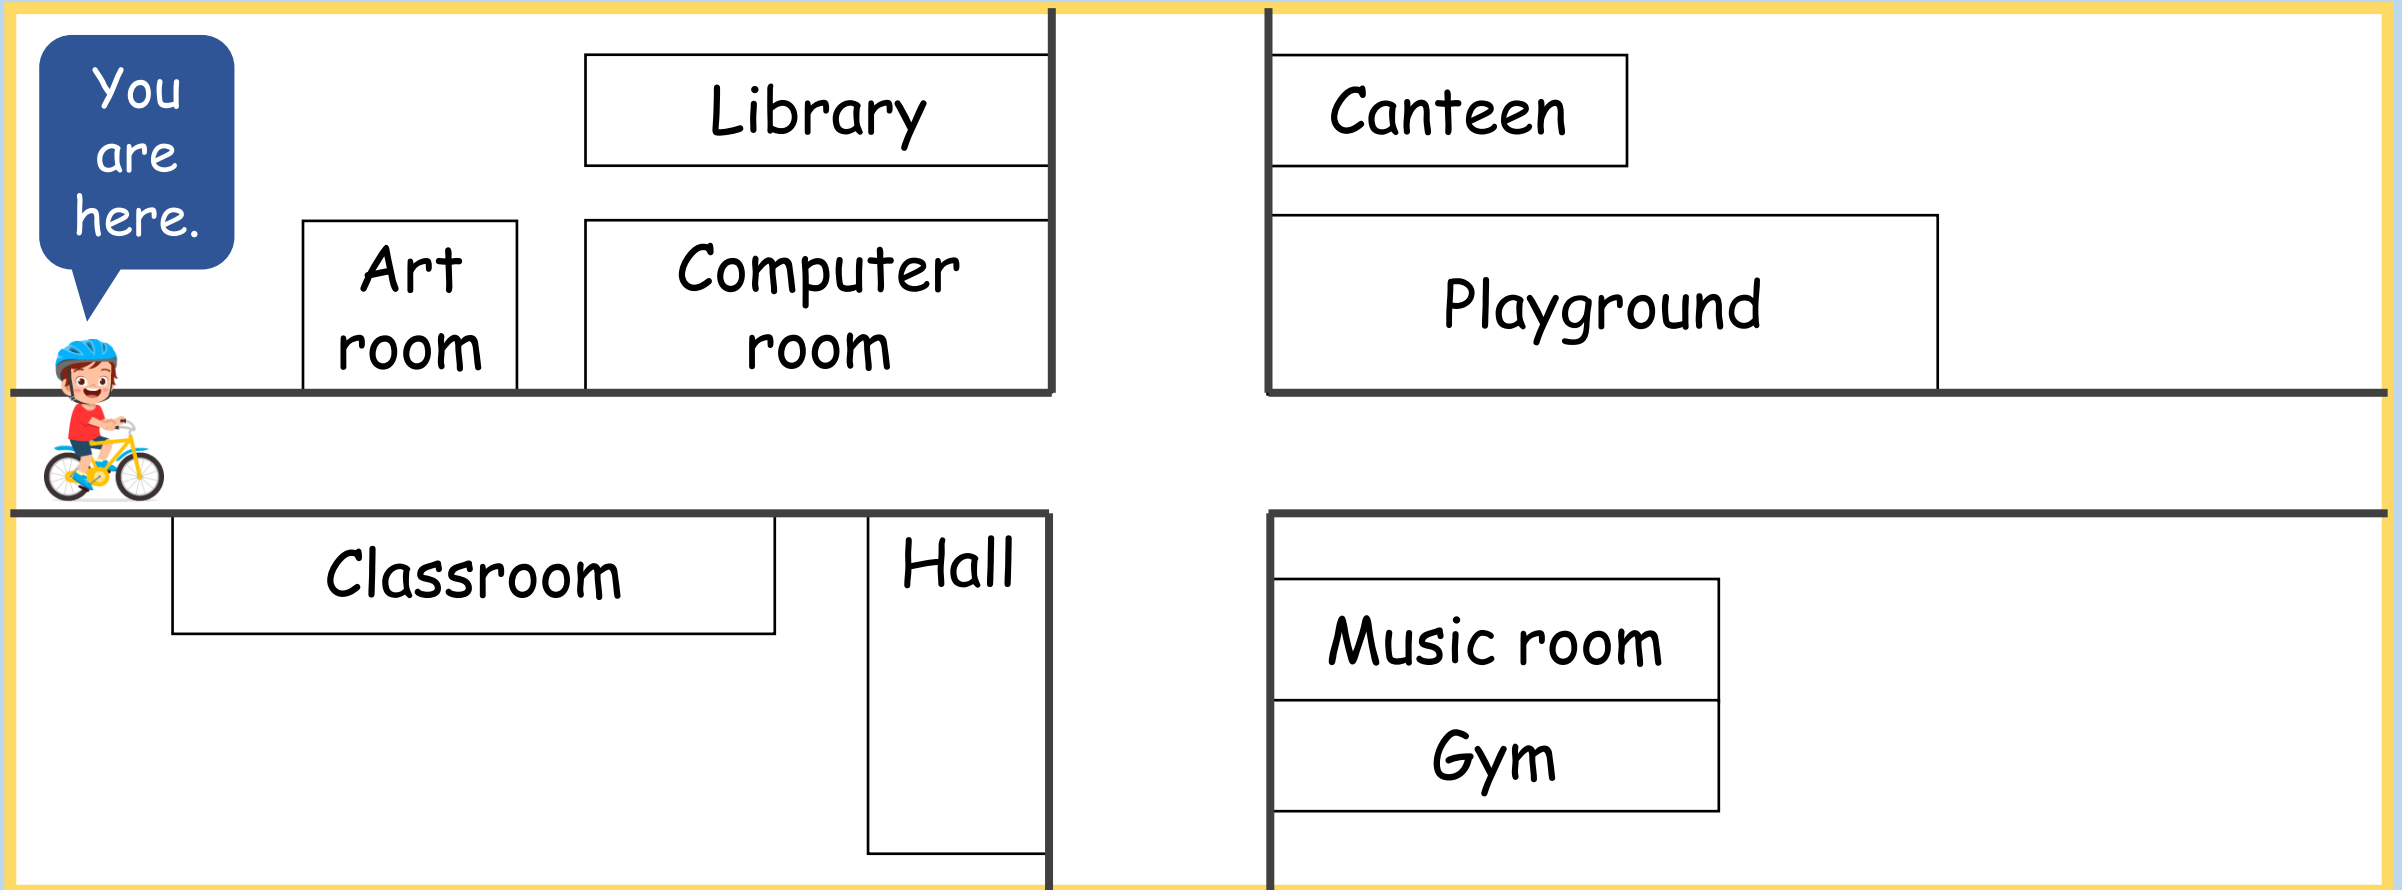 You
are
here.
Library
Canteen
Art
room
Computer
room
Playground
Classroom
Hall
Music room
Gym